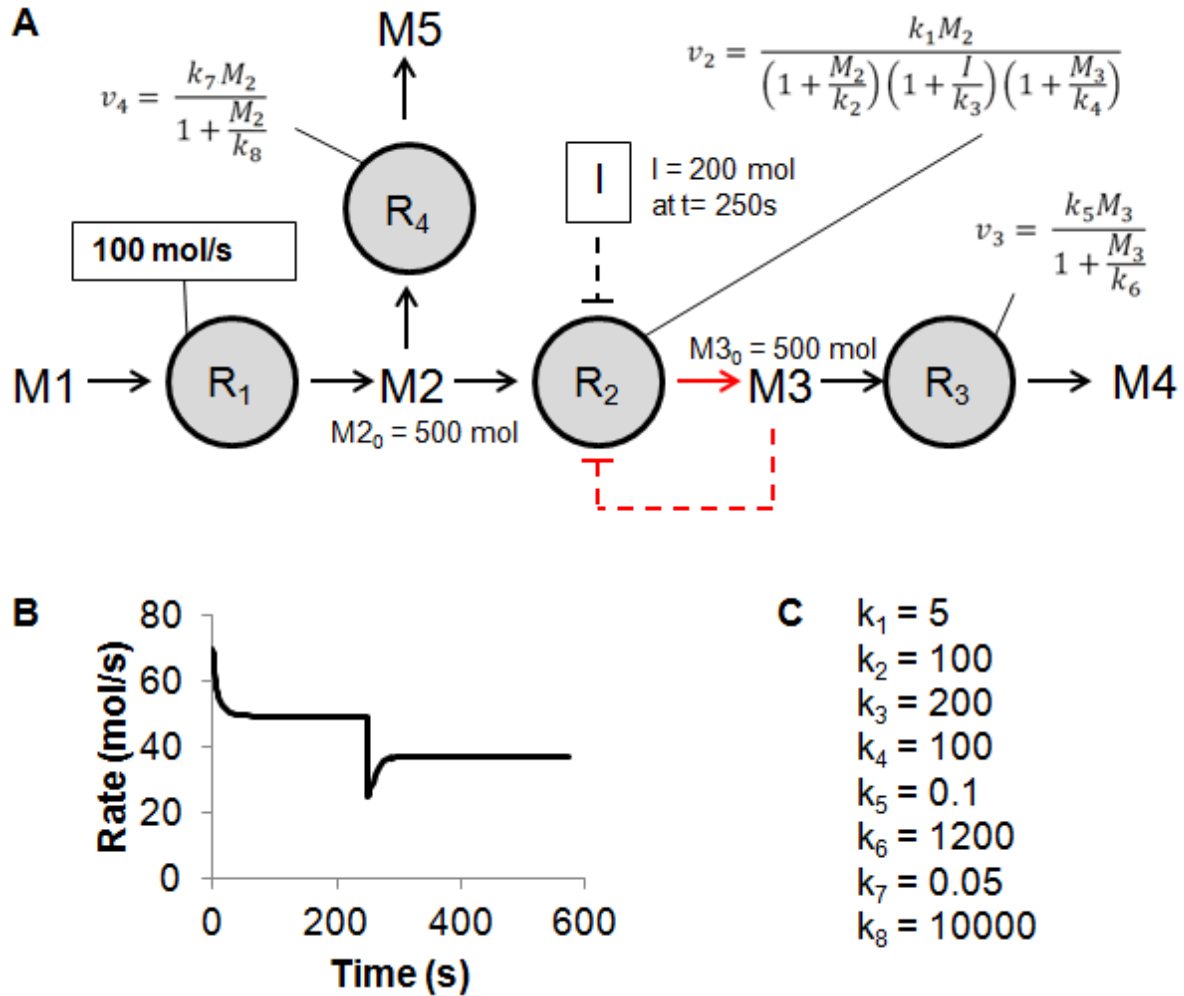 A
M5
v₄ = k₇M₂ / (1 + M₂/k₈)
v₂ = k₁M₂ / ((1 + M₂/k₂)(1 + I/k₃)(1 + M₃/k₄))
I
I = 200 mol
at t= 250s
R₄
v₃ = k₅M₃ / (1 + M₃/k₆)
100 mol/s
M3₀ = 500 mol
M1
R₁
M2
R₂
M3
R₃
M4
M2₀ = 500 mol
B
80
60
40
20
0
Rate (mol/s)
0
200
400
600
Time (s)
C
k₁ = 5
k₂ = 100
k₃ = 200
k₄ = 100
k₅ = 0.1
k₆ = 1200
k₇ = 0.05
k₈ = 10000